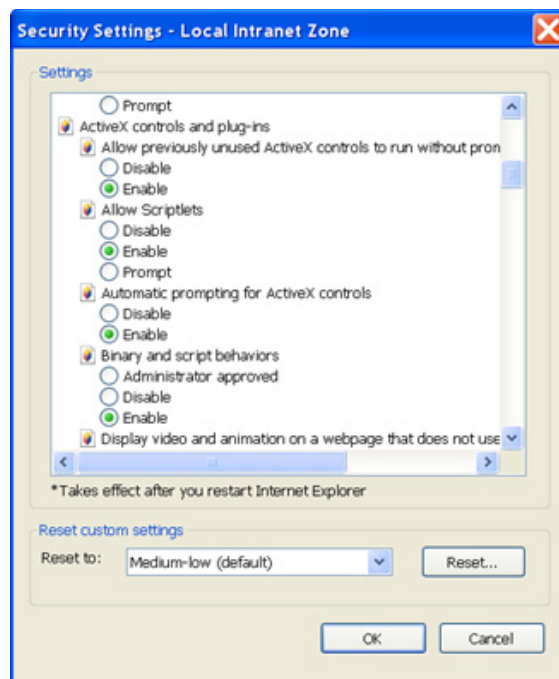 Security Settings - Local Intranet Zone
Settings
Prompt
ActiveX controls and plug-ins
Allow previously unused ActiveX controls to run without pron
Disable
Enable
Allow Scriptlets
Disable
Enable
Prompt
Automatic prompting for ActiveX controls
Disable
Enable
Binary and script behaviors
Administrator approved
Disable
Enable
Display video and animation on a webpage that does not use
*Takes effect after you restart Internet Explorer
Reset custom settings
Reset to: Medium-low (default) Reset...
OK Cancel